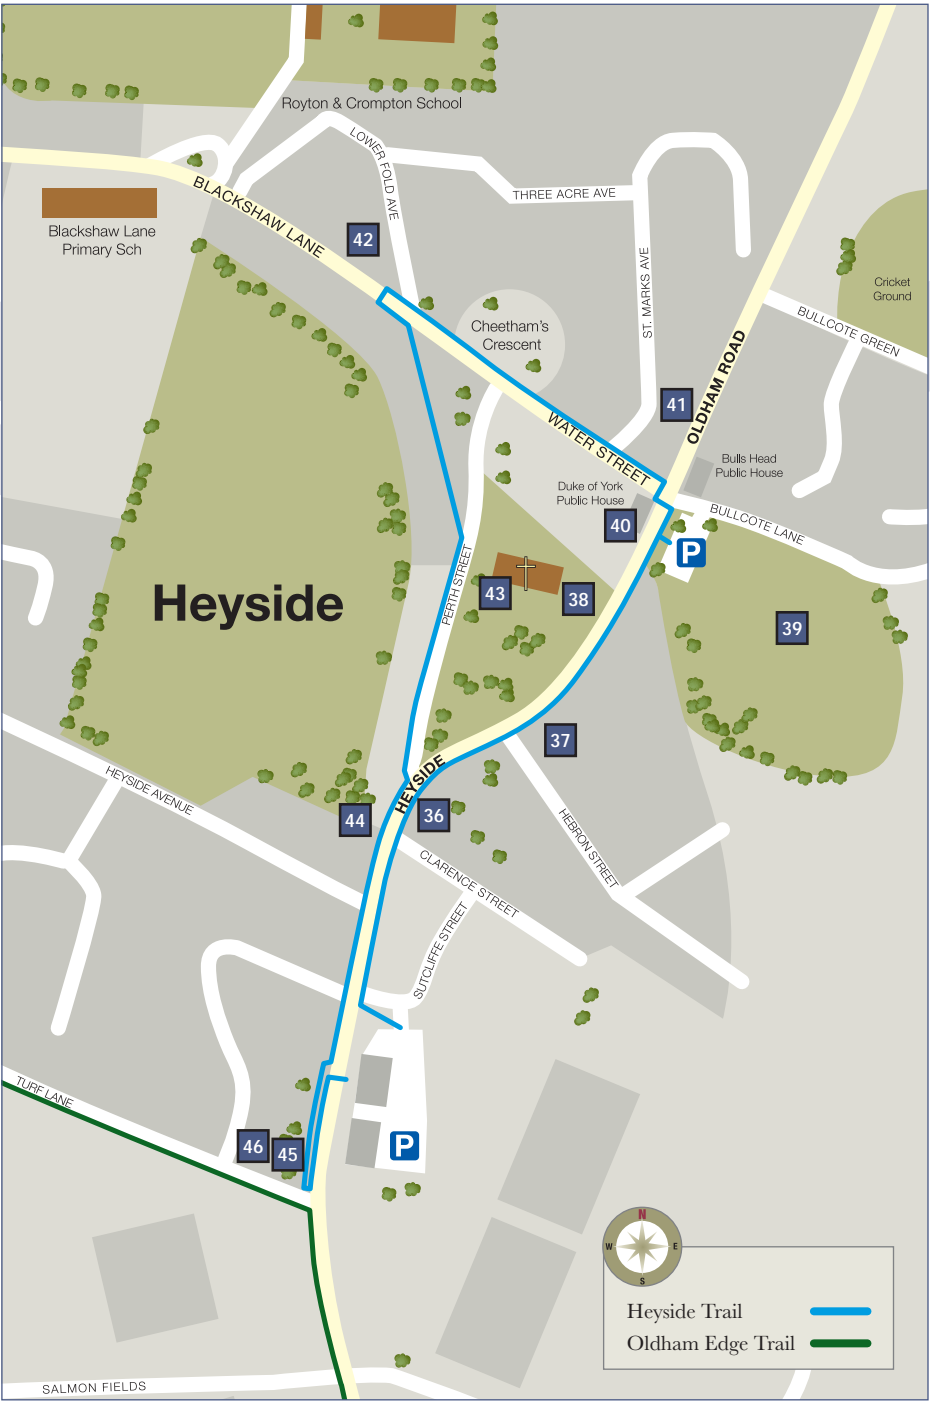 Royton & Crompton School
LOWER FOLD AVE
THREE ACRE AVE
BLACKSHAW LANE
Blackshaw Lane
Primary Sch
42
ST. MARKS AVE
Cricket
Ground
BULLCOTE GREEN
Cheetham's
Crescent
OLDHAM ROAD
41
WATER STREET
Bulls Head
Public House
Duke of York
Public House
40
BULLCOTE LANE
P
PERTH STREET
43
38
Heyside
39
37
HEYSIDE
HEYSIDE AVENUE
44
36
HEBRON STREET
CLARENCE STREET
SUTCLIFFE STREET
TURF LANE
46
45
P
N
W
E
S
Heyside Trail
Oldham Edge Trail
SALMON FIELDS